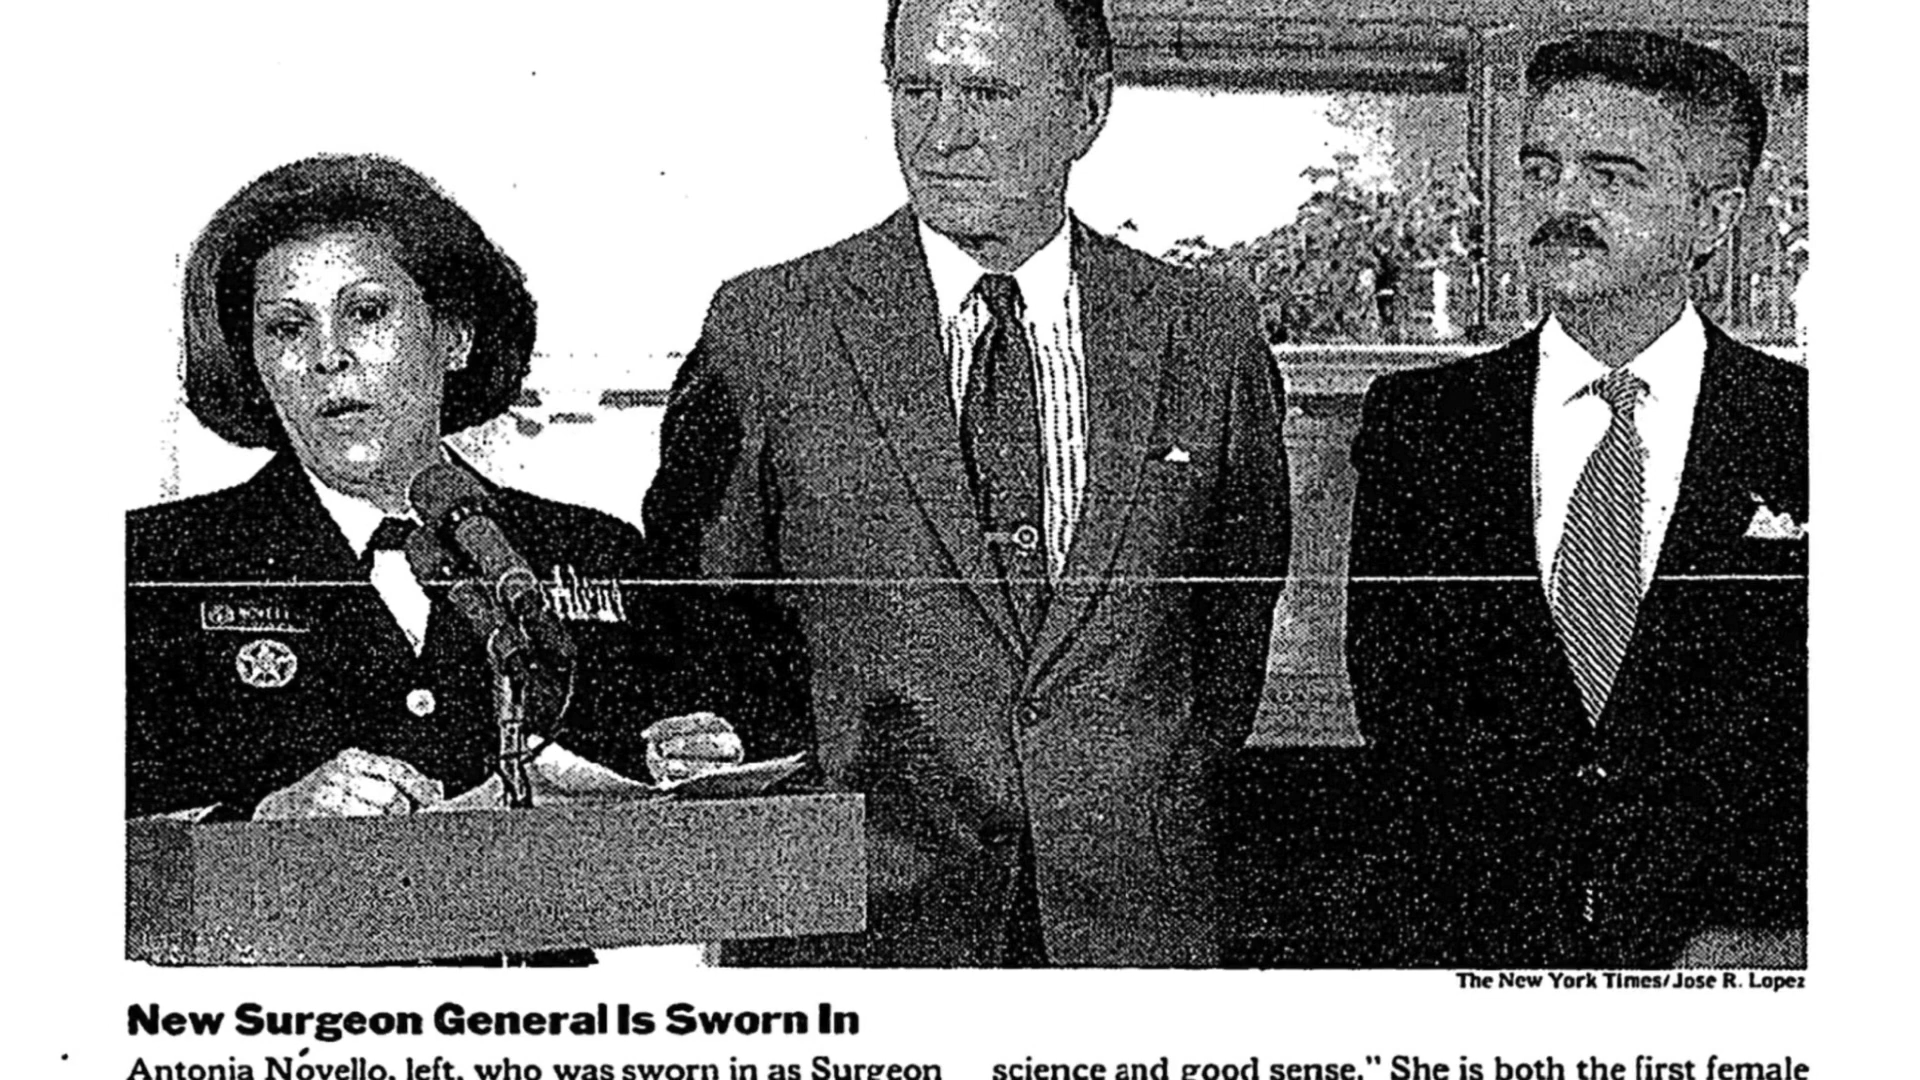 NOVELLO
The New York Times/Jose R. Lopez
New Surgeon General Is Sworn In
Antonia Novello, left, who was sworn in as Surgeon
science and good sense." She is both the first female